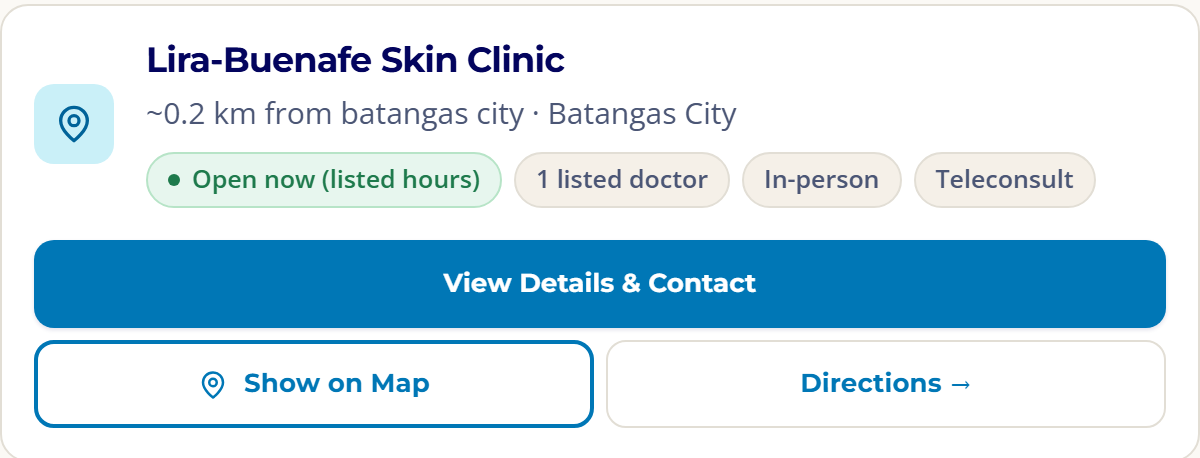 Lira-Buenafe Skin Clinic
~0.2 km from batangas city · Batangas City
Open now (listed hours) 1 listed doctor In-person Teleconsult
View Details & Contact
Show on Map Directions →